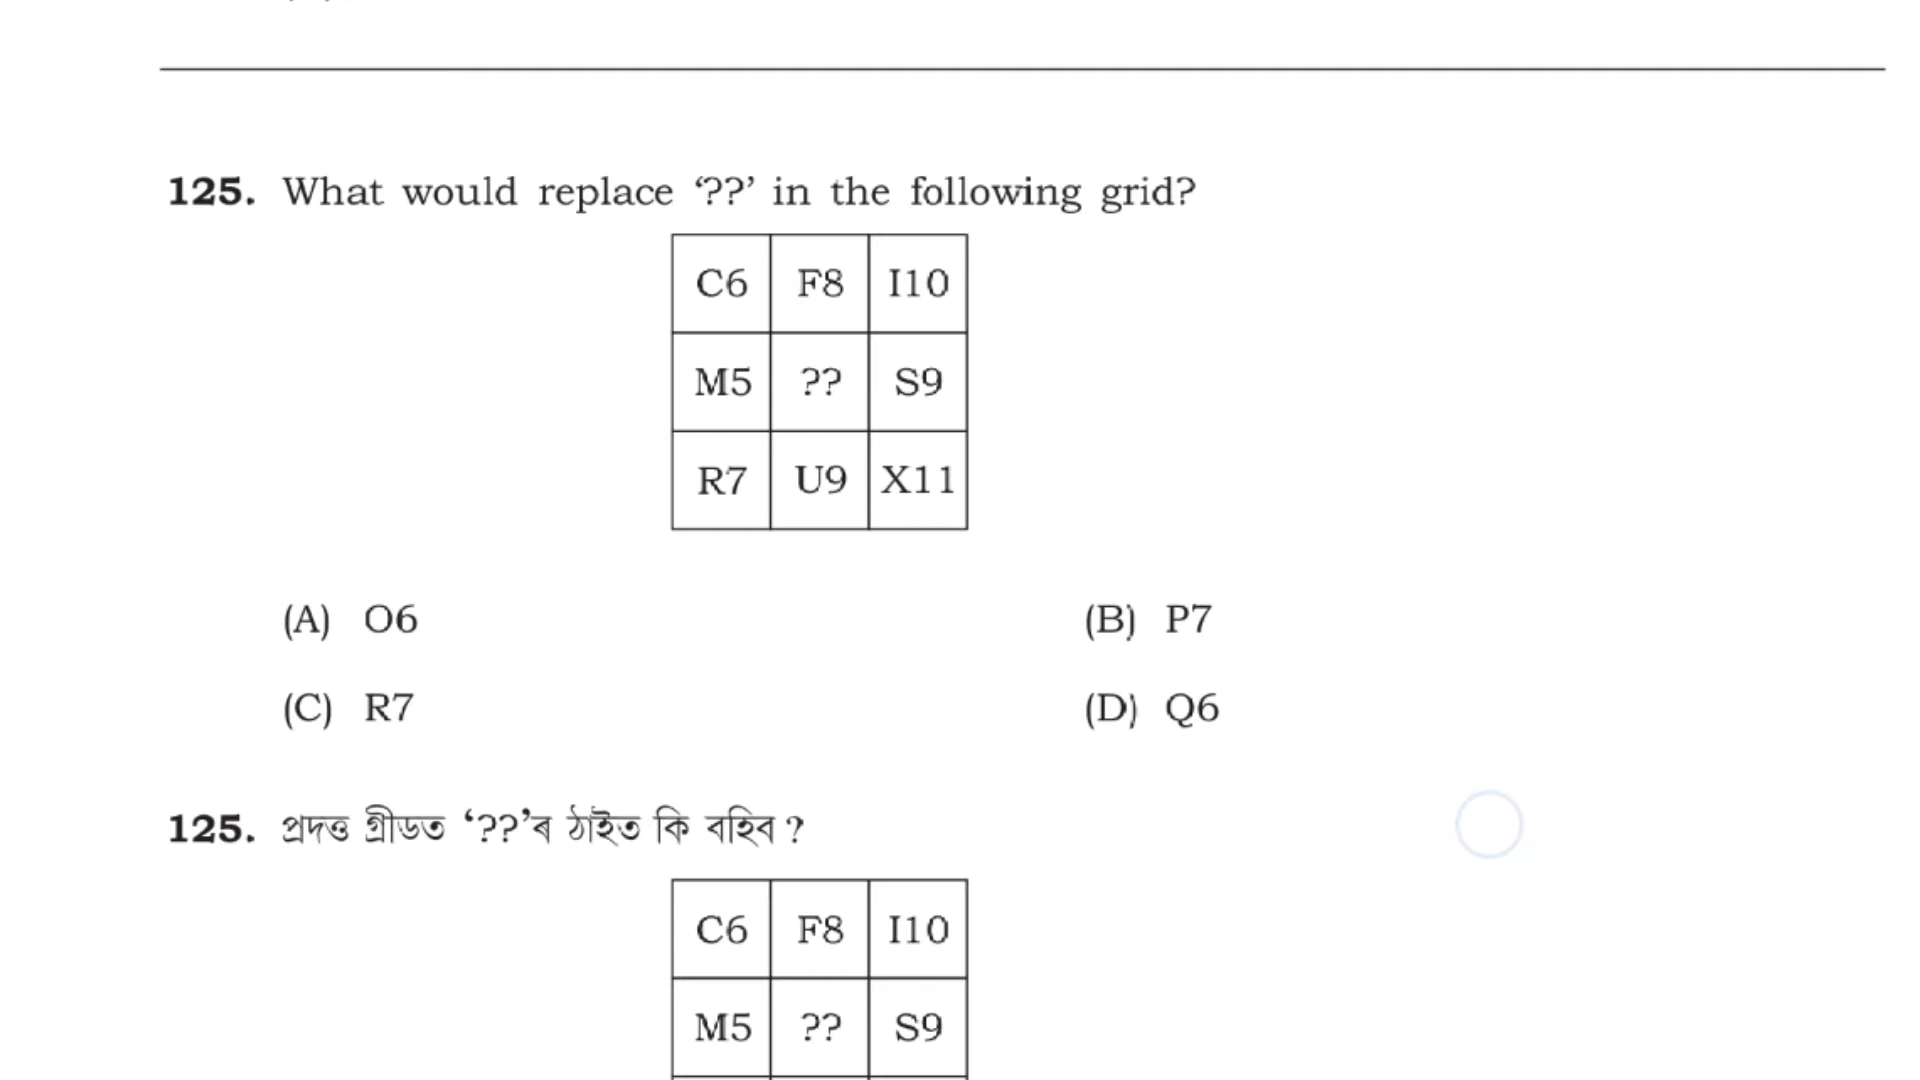 125. What would replace ‘??’ in the following grid?
C6 F8 I10
M5 ?? S9
R7 U9 X11
(A) O6 (B) P7
(C) R7 (D) Q6
125. প্ৰদত্ত গ্ৰীডত ‘??’ৰ ঠাইত কি বহিব ?
C6 F8 I10
M5 ?? S9